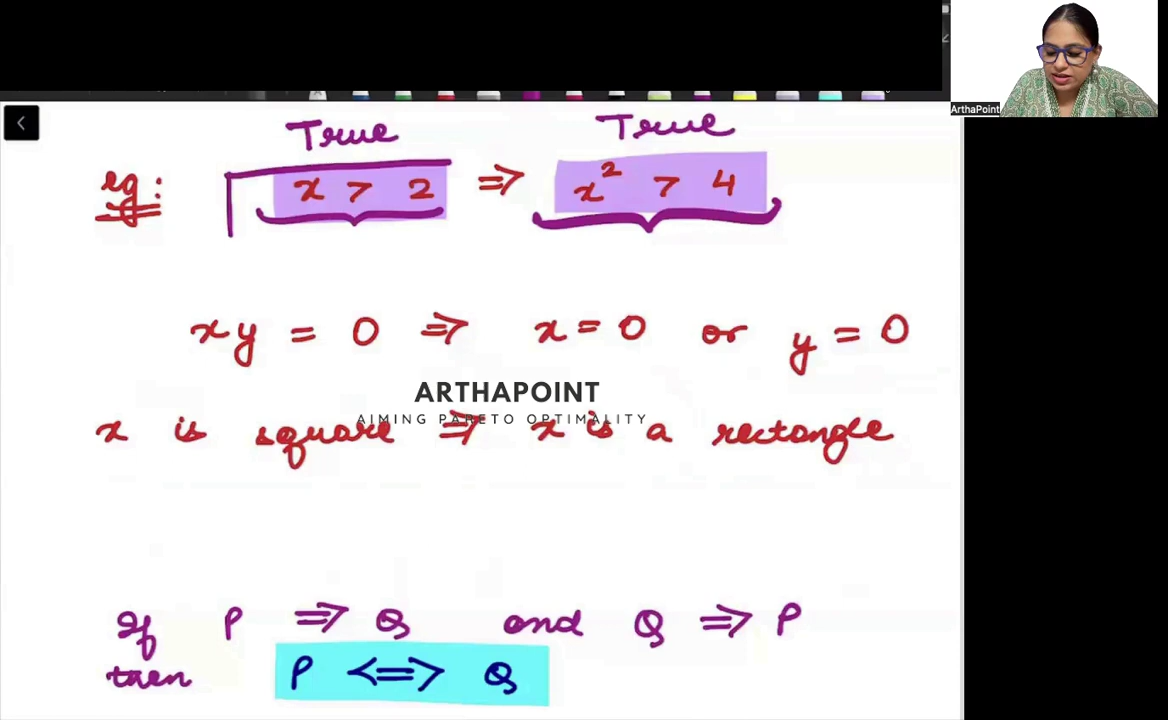 ArthaPoint
True True
eg: x > 2 ⇒ x² > 4
xy = 0 ⇒ x = 0 or y = 0
ARTHAPOINT
AIMING PARETO OPTIMALITY
x is square ⇒ x is a rectangle
If P ⇒ Q and Q ⇒ P
then P <=> Q